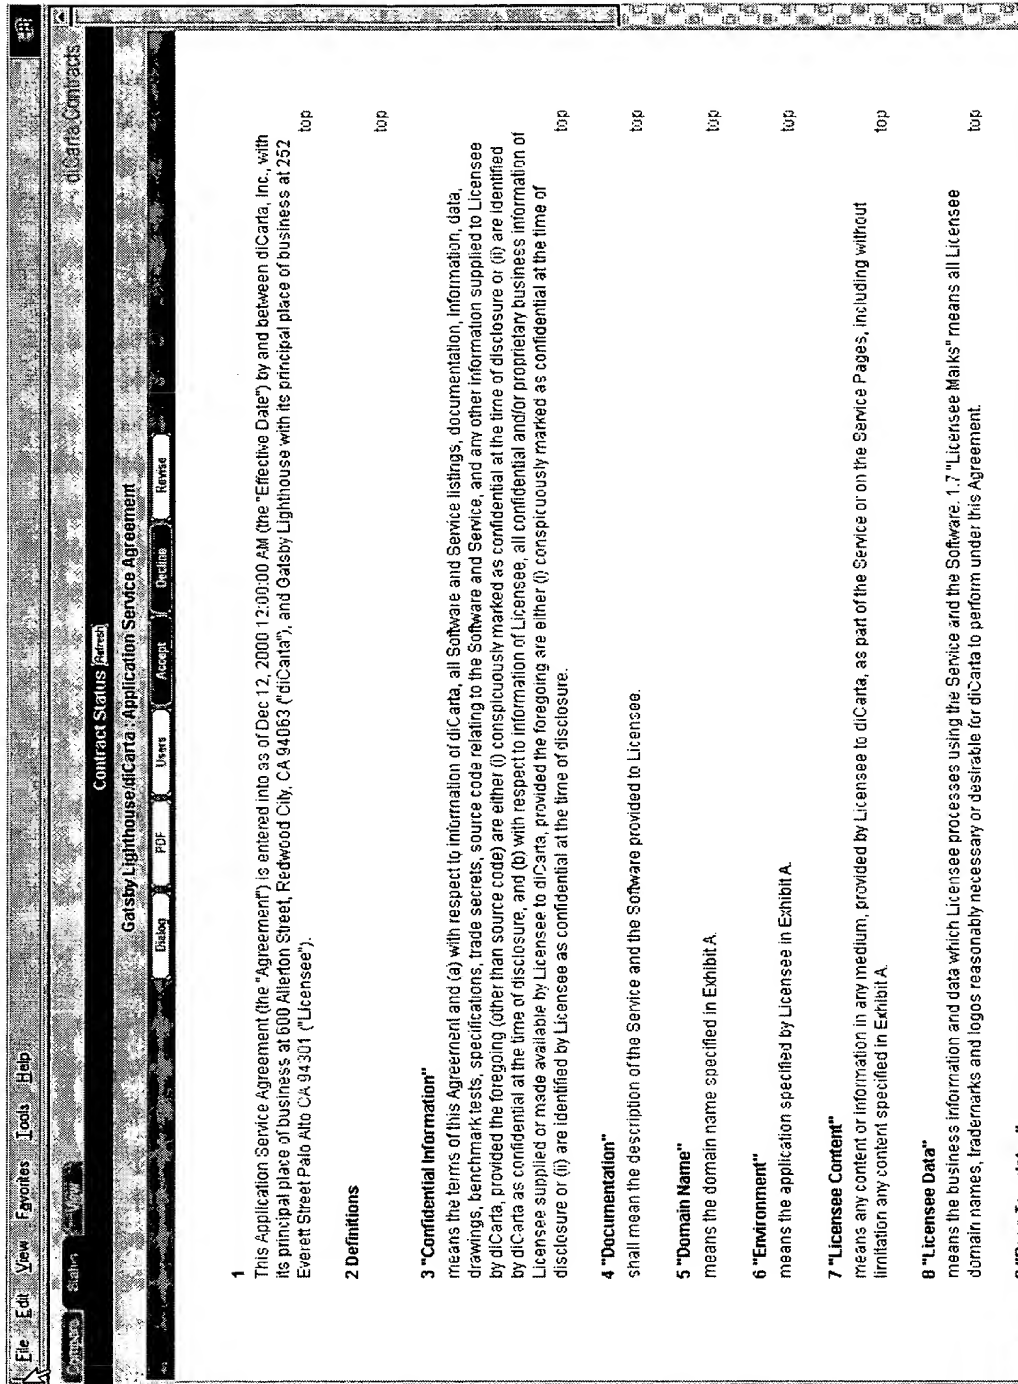 File Edit View Favorites Tools Help
Compare Status View
diCarta Contracts
Contract Status Refresh
Gatsby Lighthouse/diCarta : Application Service Agreement
Dialog PDF Users Accept Decline Revise
1
This Application Service Agreement (the "Agreement") is entered into as of Dec 12, 2000 12:00:00 AM (the "Effective Date") by and between diCarta, Inc., with
its principal place of business at 600 Allerton Street, Redwood City, CA 94063 ("diCarta"), and Gatsby Lighthouse with its principal place of business at 252
Everett Street Palo Alto CA 94301 ("Licensee").
top
2 Definitions
top
3 "Confidential Information"
means the terms of this Agreement and (a) with respect to information of diCarta, all Software and Service listings, documentation, information, data,
drawings, benchmark tests, specifications, trade secrets, source code relating to the Software and Service, and any other information supplied to Licensee
by diCarta, provided the foregoing (other than source code) are either (i) conspicuously marked as confidential at the time of disclosure or (ii) are identified
by diCarta as confidential at the time of disclosure, and (b) with respect to information of Licensee, all confidential and/or proprietary business information of
Licensee supplied or made available by Licensee to diCarta, provided the foregoing are either (i) conspicuously marked as confidential at the time of
disclosure or (ii) are identified by Licensee as confidential at the time of disclosure.
top
4 "Documentation"
shall mean the description of the Service and the Software provided to Licensee.
top
5 "Domain Name"
means the domain name specified in Exhibit A.
top
6 "Environment"
means the application specified by Licensee in Exhibit A.
top
7 "Licensee Content"
means any content or information in any medium, provided by Licensee to diCarta, as part of the Service or on the Service Pages, including without
limitation any content specified in Exhibit A.
top
8 "Licensee Data"
means the business information and data which Licensee processes using the Service and the Software. 1.7 "Licensee Marks" means all Licensee
domain names, trademarks and logos reasonably necessary or desirable for diCarta to perform under this Agreement.
top